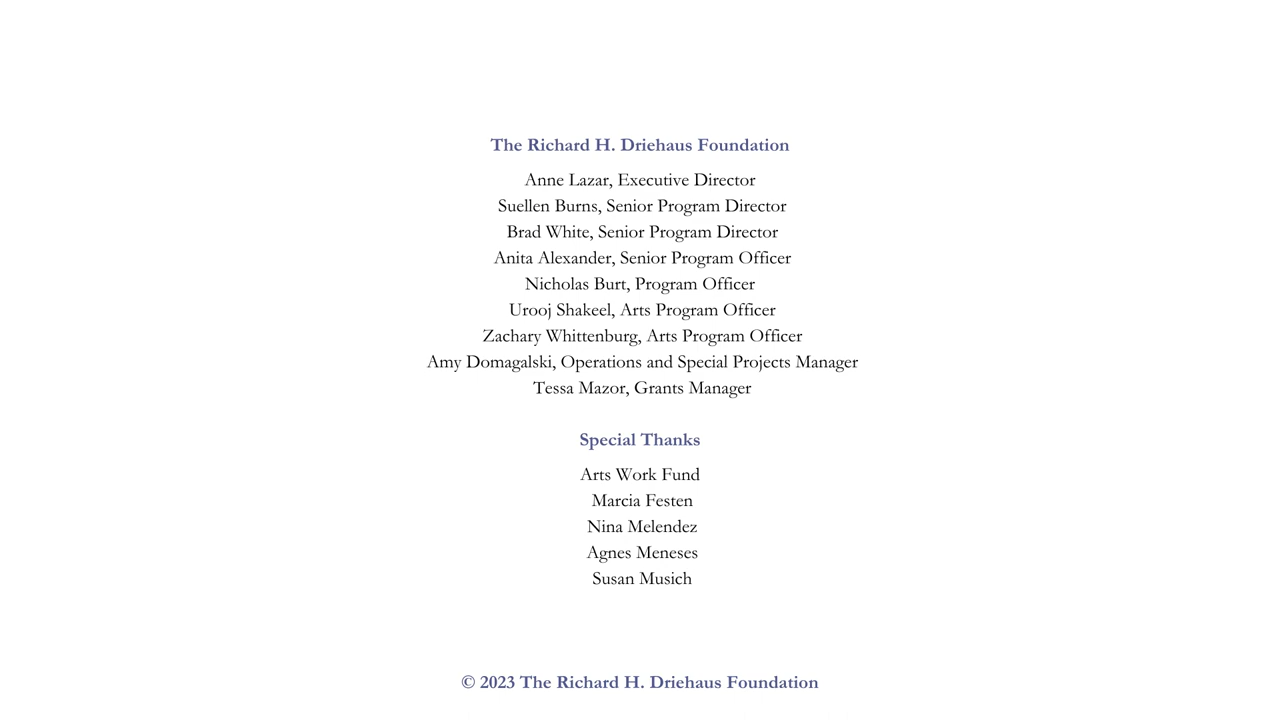 The Richard H. Driehaus Foundation
Anne Lazar, Executive Director
Suellen Burns, Senior Program Director
Brad White, Senior Program Director
Anita Alexander, Senior Program Officer
Nicholas Burt, Program Officer
Urooj Shakeel, Arts Program Officer
Zachary Whittenburg, Arts Program Officer
Amy Domagalski, Operations and Special Projects Manager
Tessa Mazor, Grants Manager
Special Thanks
Arts Work Fund
Marcia Festen
Nina Melendez
Agnes Meneses
Susan Musich
© 2023 The Richard H. Driehaus Foundation